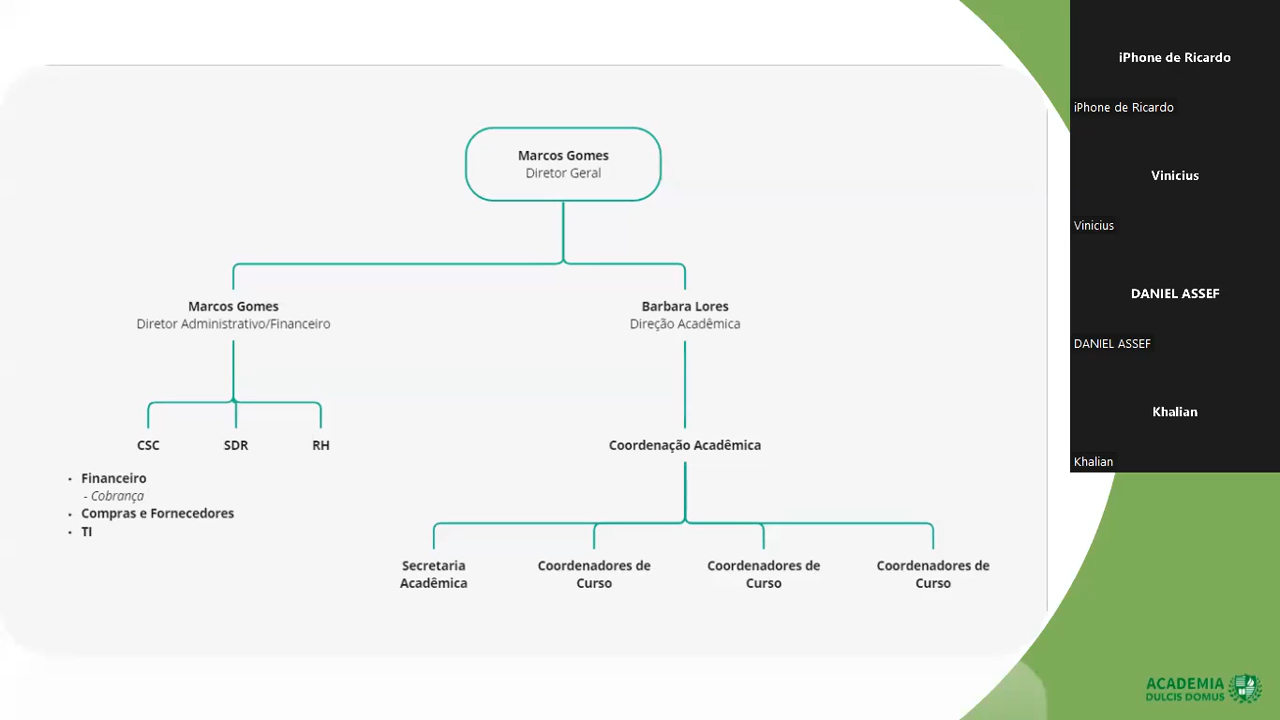 Marcos Gomes
Diretor Geral
Marcos Gomes
Diretor Administrativo/Financeiro
Barbara Lores
Direção Acadêmica
CSC
SDR
RH
Coordenação Acadêmica
• Financeiro
- Cobrança
• Compras e Fornecedores
• TI
Secretaria
Acadêmica
Coordenadores de
Curso
Coordenadores de
Curso
Coordenadores de
Curso
iPhone de Ricardo
iPhone de Ricardo
Vinicius
Vinicius
DANIEL ASSEF
DANIEL ASSEF
Khalian
Khalian
ACADEMIA
DULCIS DOMUS